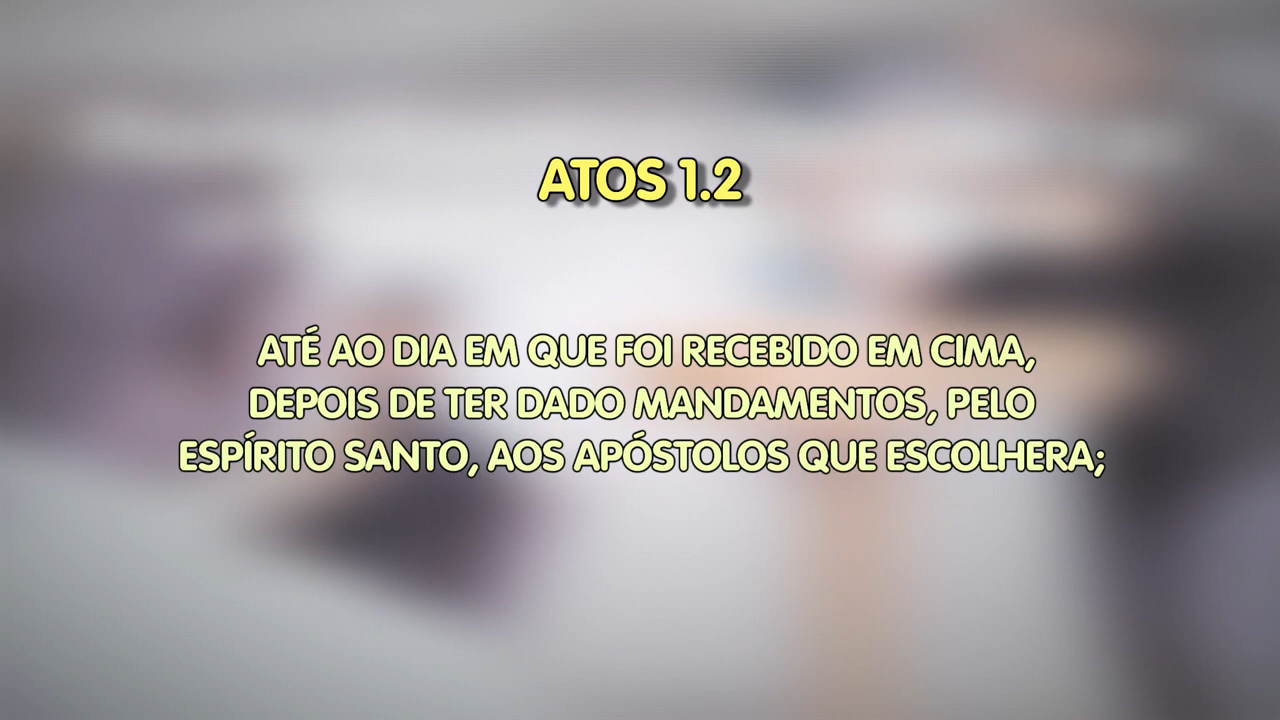 ATOS 1.2
ATÉ AO DIA EM QUE FOI RECEBIDO EM CIMA,
DEPOIS DE TER DADO MANDAMENTOS, PELO
ESPÍRITO SANTO, AOS APÓSTOLOS QUE ESCOLHERA;